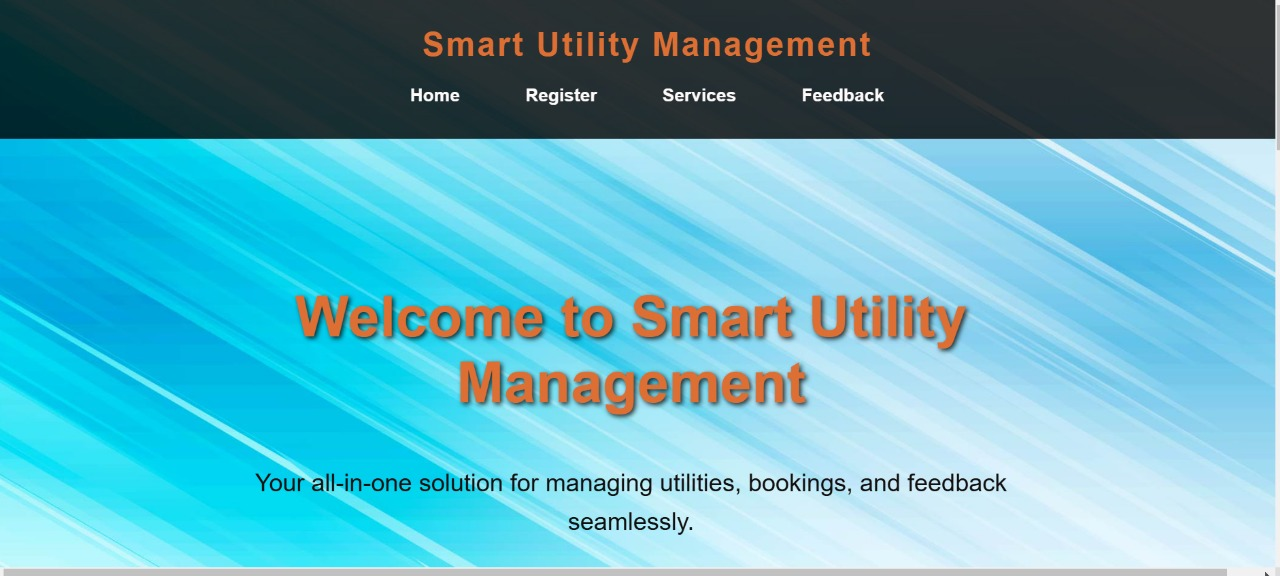 Smart Utility Management
Home Register Services Feedback
Welcome to Smart Utility
Management
Your all-in-one solution for managing utilities, bookings, and feedback
seamlessly.